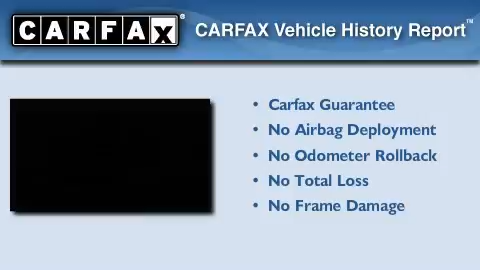 CARFAX® CARFAX Vehicle History Report™
• Carfax Guarantee
• No Airbag Deployment
• No Odometer Rollback
• No Total Loss
• No Frame Damage